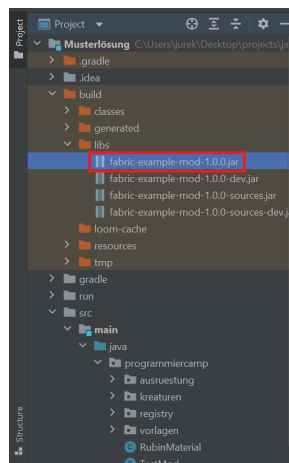 Project
Project
Musterlösung C:\Users\jurek\Desktop\projects\ja
.gradle
.idea
build
classes
generated
libs
fabric-example-mod-1.0.0.jar
fabric-example-mod-1.0.0-dev.jar
fabric-example-mod-1.0.0-sources.jar
fabric-example-mod-1.0.0-sources-dev.j
loom-cache
resources
tmp
gradle
run
src
main
java
programmiercamp
ausruestung
kreaturen
registry
vorlagen
RubinMaterial
TestMod
Structure